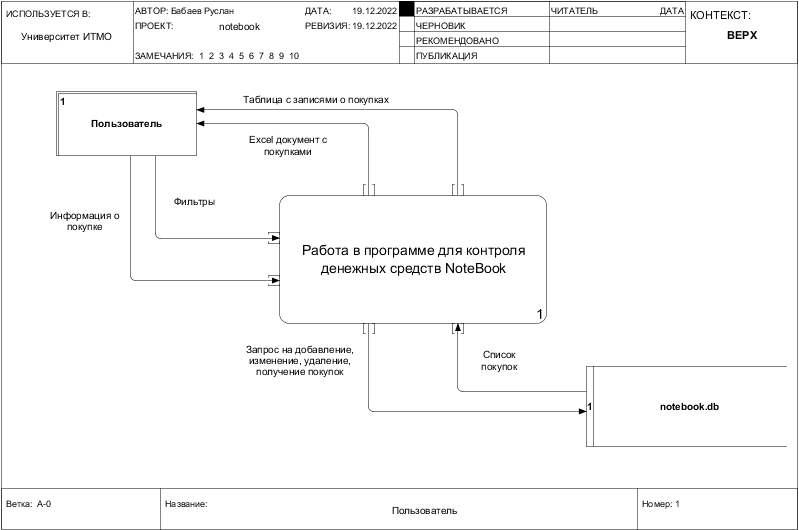 ИСПОЛЬЗУЕТСЯ В:
Университет ИТМО
АВТОР: Бабаев Руслан
ДАТА: 19.12.2022
ПРОЕКТ: notebook
РЕВИЗИЯ: 19.12.2022
ЗАМЕЧАНИЯ: 1 2 3 4 5 6 7 8 9 10
РАЗРАБАТЫВАЕТСЯ
ЧЕРНОВИК
РЕКОМЕНДОВАНО
ПУБЛИКАЦИЯ
ЧИТАТЕЛЬ ДАТА
КОНТЕКСТ:
ВЕРХ
1
Пользователь
Таблица с записями о покупках
Excel документ с
покупками
Фильтры
Информация о
покупке
Работа в программе для контроля
денежных средств NoteBook
1
Запрос на добавление,
изменение, удаление,
получение покупок
Список
покупок
1
notebook.db
Ветка: A-0
Название:
Пользователь
Номер: 1